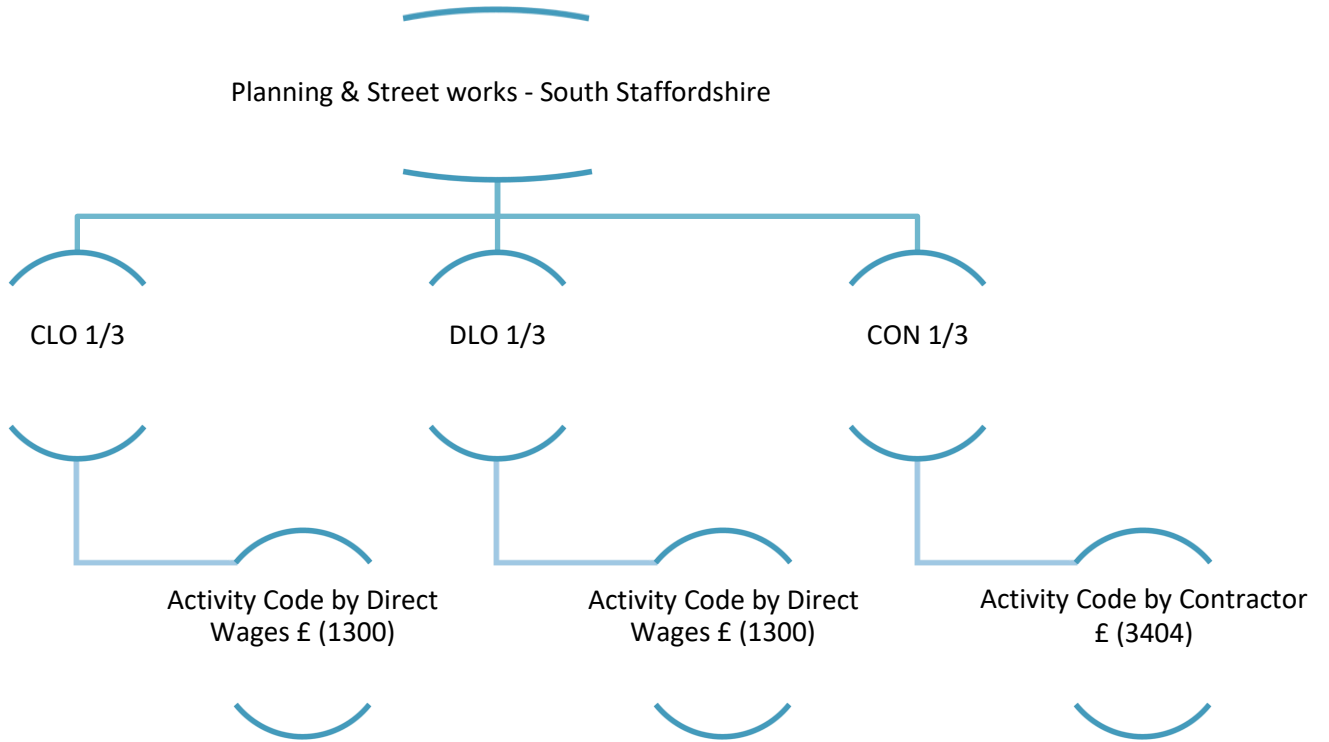 Planning & Street works - South Staffordshire
CLO 1/3
DLO 1/3
CON 1/3
Activity Code by Direct
Wages £ (1300)
Activity Code by Direct
Wages £ (1300)
Activity Code by Contractor
£ (3404)